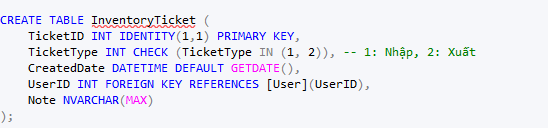 CREATE TABLE InventoryTicket (
    TicketID INT IDENTITY(1,1) PRIMARY KEY,
    TicketType INT CHECK (TicketType IN (1, 2)), -- 1: Nhập, 2: Xuất
    CreatedDate DATETIME DEFAULT GETDATE(),
    UserID INT FOREIGN KEY REFERENCES [User](UserID),
    Note NVARCHAR(MAX)
);